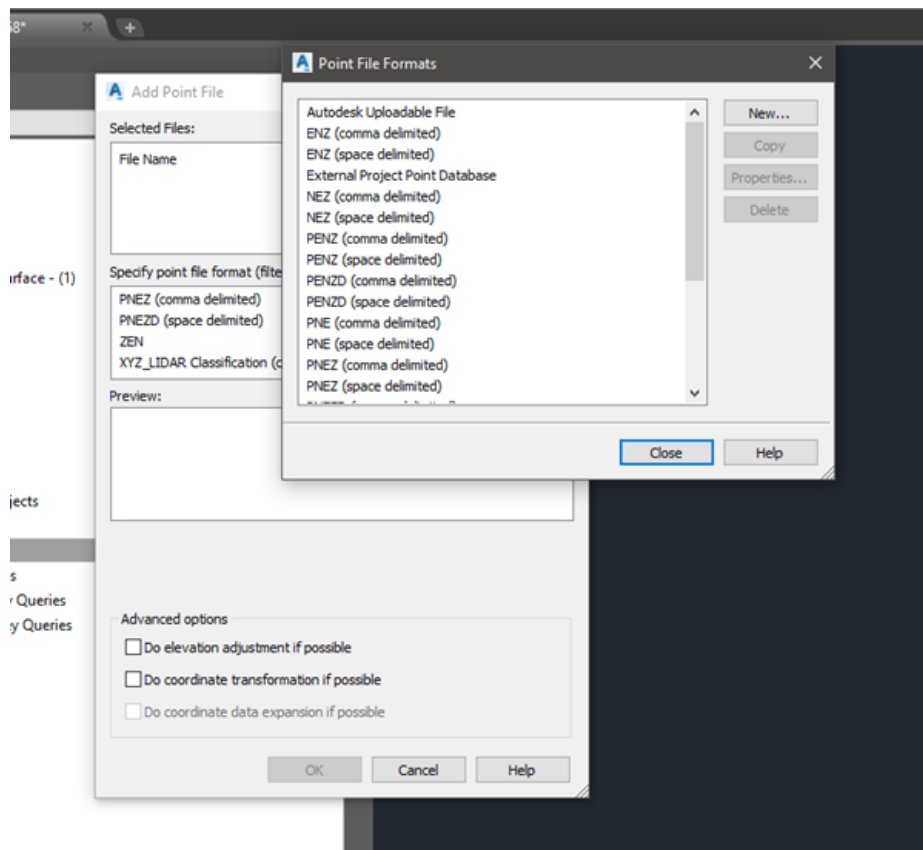 58*
Point File Formats
Add Point File
Autodesk Uploadable File
New...
Selected Files:
ENZ (comma delimited)
Copy
ENZ (space delimited)
File Name
External Project Point Database
Properties...
NEZ (comma delimited)
NEZ (space delimited)
Delete
PENZ (comma delimited)
PENZ (space delimited)
urface - (1)
Specify point file format (filte
PENZD (comma delimited)
PNEZ (comma delimited)
PENZD (space delimited)
PNEZD (space delimited)
PNE (comma delimited)
ZEN
PNE (space delimited)
XYZ_LIDAR Classification (c
PNEZ (comma delimited)
PNEZ (space delimited)
Preview:
Close
Help
jects
s
Queries
y Queries
Advanced options
Do elevation adjustment if possible
Do coordinate transformation if possible
Do coordinate data expansion if possible
OK
Cancel
Help